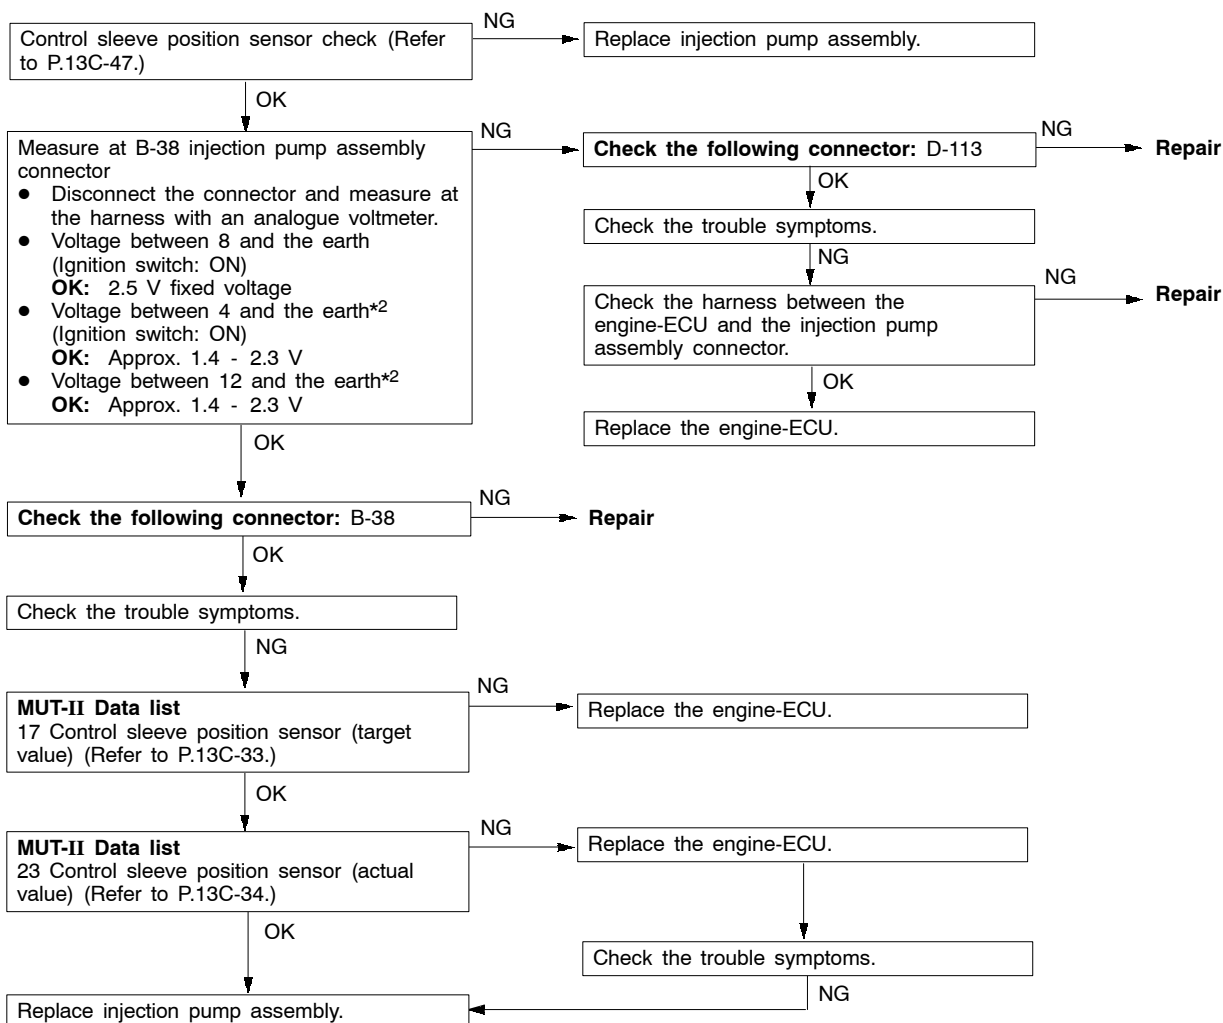 Control sleeve position sensor check (Refer
to P.13C-47.)
NG
Replace injection pump assembly.
OK
Measure at B-38 injection pump assembly
connector
● Disconnect the connector and measure at
the harness with an analogue voltmeter.
● Voltage between 8 and the earth
(Ignition switch: ON)
OK: 2.5 V fixed voltage
● Voltage between 4 and the earth*2
(Ignition switch: ON)
OK: Approx. 1.4 - 2.3 V
● Voltage between 12 and the earth*2
OK: Approx. 1.4 - 2.3 V
NG
Check the following connector: D-113
NG
Repair
OK
Check the trouble symptoms.
NG
Check the harness between the
engine-ECU and the injection pump
assembly connector.
NG
Repair
OK
Replace the engine-ECU.
OK
Check the following connector: B-38
NG
Repair
OK
Check the trouble symptoms.
NG
MUT-II Data list
17 Control sleeve position sensor (target
value) (Refer to P.13C-33.)
NG
Replace the engine-ECU.
OK
MUT-II Data list
23 Control sleeve position sensor (actual
value) (Refer to P.13C-34.)
NG
Replace the engine-ECU.
OK
Check the trouble symptoms.
NG
Replace injection pump assembly.